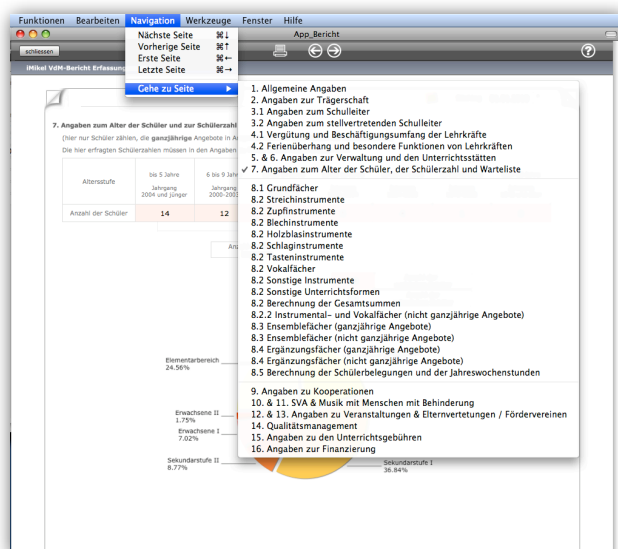 Funktionen Bearbeiten Navigation Werkzeuge Fenster Hilfe
App_Bericht
schliessen
iMikel VdM-Bericht Erfassung
Nächste Seite ⌘↓
Vorherige Seite ⌘↑
Erste Seite ⌘←
Letzte Seite ⌘→
Gehe zu Seite
1. Allgemeine Angaben
2. Angaben zur Trägerschaft
3.1 Angaben zum Schulleiter
3.2 Angaben zum stellvertretenden Schulleiter
4.1 Vergütung und Beschäftigungsumfang der Lehrkräfte
4.2 Ferienüberhang und besondere Funktionen von Lehrkräften
5. & 6. Angaben zur Verwaltung und den Unterrichtsstätten
✓ 7. Angaben zum Alter der Schüler, der Schülerzahl und Warteliste
8.1 Grundfächer
8.2 Streichinstrumente
8.2 Zupfinstrumente
8.2 Blechinstrumente
8.2 Holzblasinstrumente
8.2 Schlaginstrumente
8.2 Tasteninstrumente
8.2 Vokalfächer
8.2 Sonstige Instrumente
8.2 Sonstige Unterrichtsformen
8.2 Berechnung der Gesamtsummen
8.2.2 Instrumental- und Vokalfächer (nicht ganzjährige Angebote)
8.3 Ensemblefächer (ganzjährige Angebote)
8.3 Ensemblefächer (nicht ganzjährige Angebote)
8.4 Ergänzungsfächer (ganzjährige Angebote)
8.4 Ergänzungsfächer (nicht ganzjährige Angebote)
8.5 Berechnung der Schülerbelegungen und der Jahreswochenstunden
9. Angaben zu Kooperationen
10. & 11. SVA & Musik mit Menschen mit Behinderung
12. & 13. Angaben zu Veranstaltungen & Elternvertetungen / Fördervereinen
14. Qualitätsmanagement
15. Angaben zu den Unterrichtsgebühren
16. Angaben zur Finanzierung
7. Angaben zum Alter der Schüler und zur Schülerzahl
(hier nur Schüler zählen, die ganzjährige Angebote in
Die hier erfragten Schülerzahlen müssen in den Angaben
Altersstufe
bis 5 Jahre
Jahrgang
2004 und jünger
6 bis 9 Jahre
Jahrgang
2000-2003
Anzahl der Schüler 14 12
Elementarbereich
24.56%
Erwachsene II
1.75%
Erwachsene I
7.02%
Sekundarstufe II
8.77%
Sekundarstufe I
36.84%